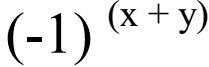 (-1) (x + y)